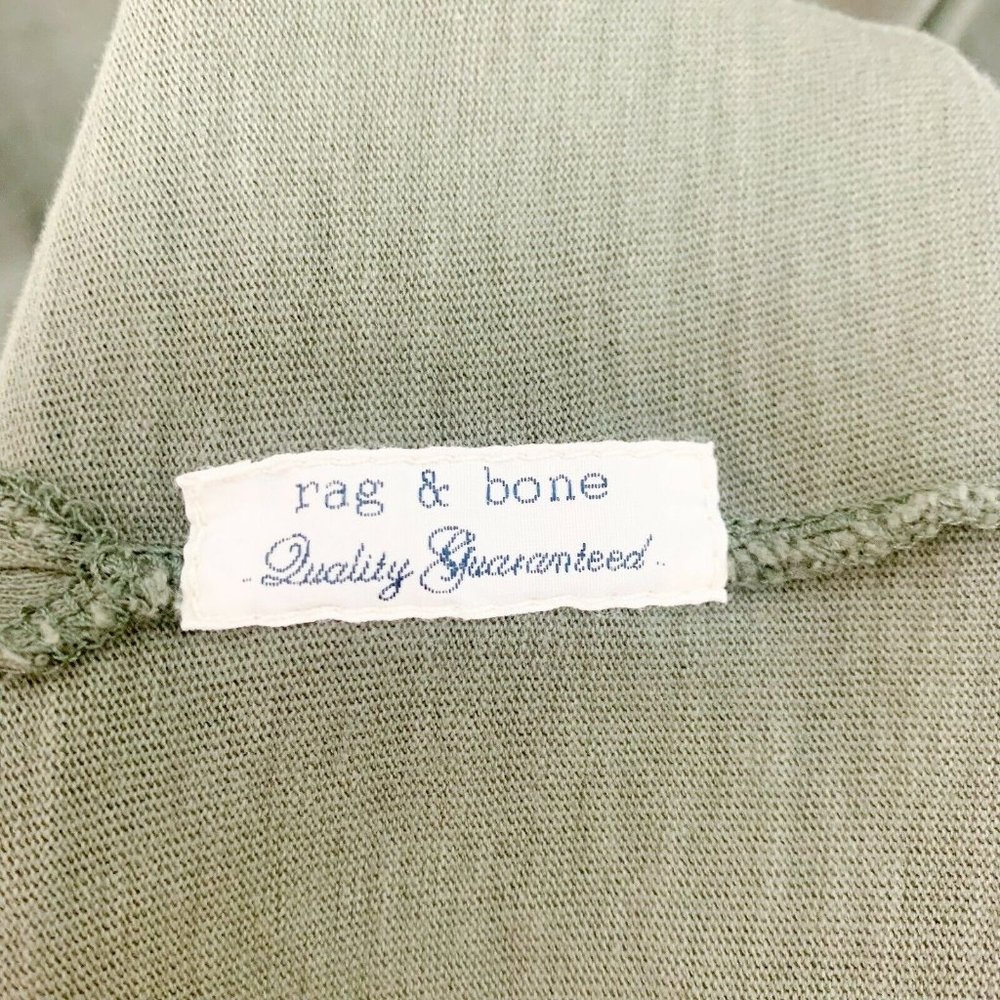 rag & bone
- Quality Guaranteed -